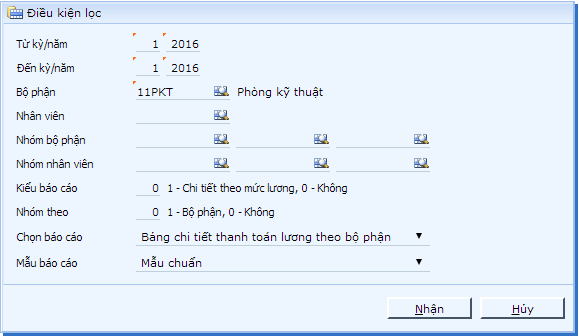 Điều kiện lọc
Từ kỳ/năm 1 2016
Đến kỳ/năm 1 2016
Bộ phận 11PKT Phòng kỹ thuật
Nhân viên
Nhóm bộ phận
Nhóm nhân viên
Kiểu báo cáo 0 1 - Chi tiết theo mức lương, 0 - Không
Nhóm theo 0 1 - Bộ phận, 0 - Không
Chọn báo cáo Bảng chi tiết thanh toán lương theo bộ phận
Mẫu báo cáo Mẫu chuẩn
Nhận Hủy